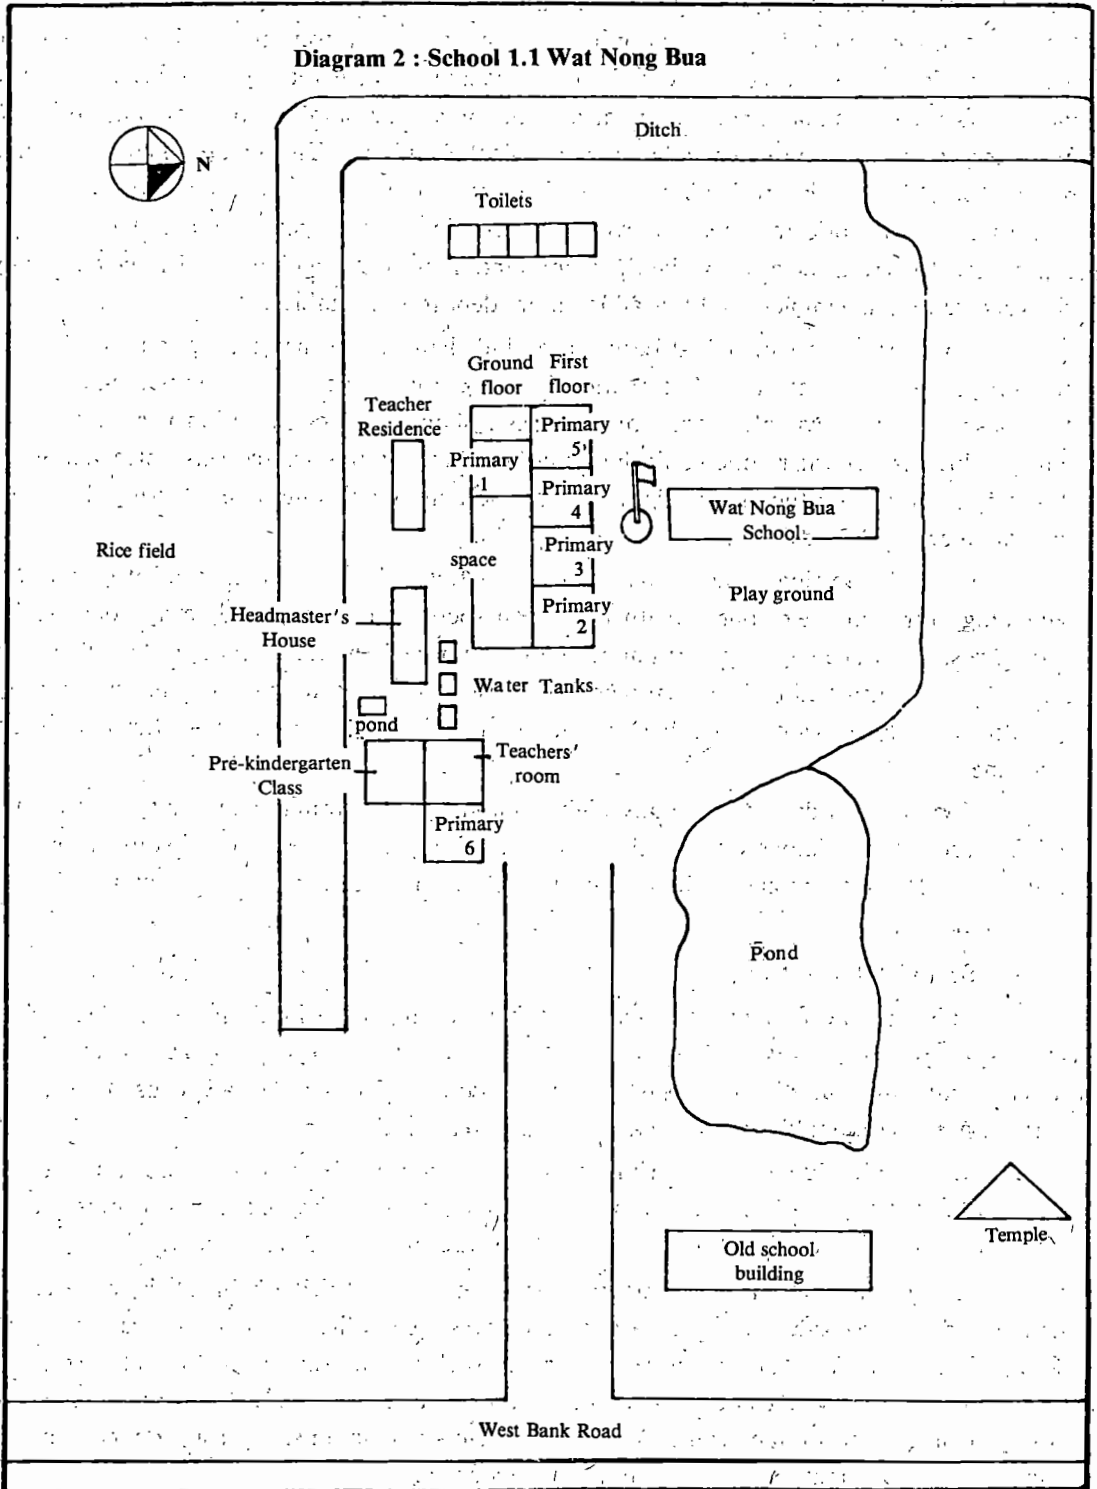 Diagram 2 : School 1.1 Wat Nong Bua
Ditch
N
Toilets
Ground
floor
First
floor
Teacher
Residence
Primary
5
Primary
1
Primary
4
Wat Nong Bua
School
Rice field
space
Primary
3
Play ground
Primary
2
Headmaster's
House
Water Tanks
pond
Pre-kindergarten
Class
Teachers'
room
Primary
6
Pond
Temple
Old school
building
West Bank Road